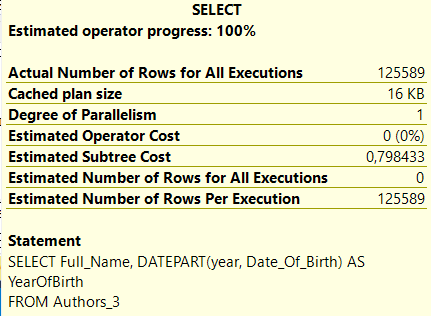 SELECT
Estimated operator progress: 100%
Actual Number of Rows for All Executions 125589
Cached plan size 16 KB
Degree of Parallelism 1
Estimated Operator Cost 0 (0%)
Estimated Subtree Cost 0,798433
Estimated Number of Rows for All Executions 0
Estimated Number of Rows Per Execution 125589
Statement
SELECT Full_Name, DATEPART(year, Date_Of_Birth) AS
YearOfBirth
FROM Authors_3